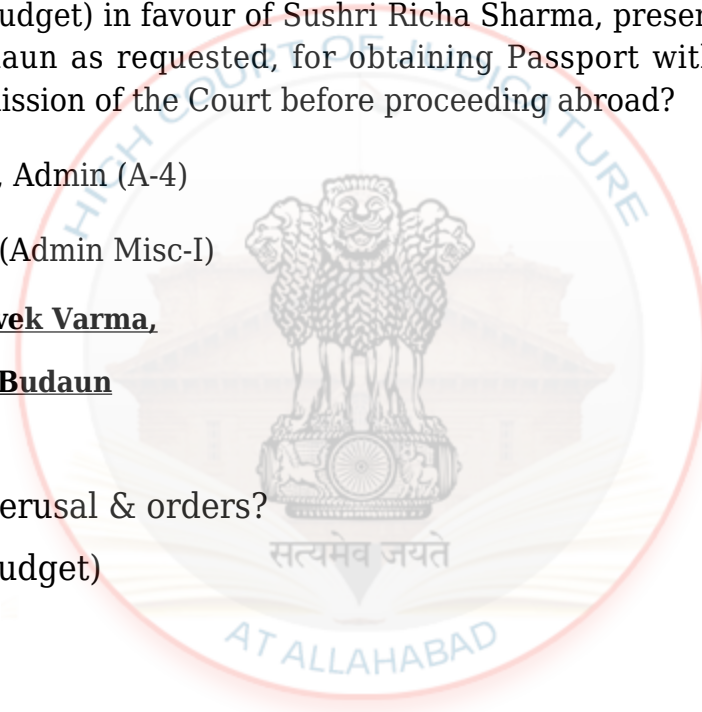 udget) in favour of Sushri Richa Sharma, presen
aun as requested, for obtaining Passport wit
ission of the Court before proceeding abroad?
, Admin (A-4)
(Admin Misc-I)
vek Varma,
Budaun
erusal & orders?
udget)
HIGH COURT OF JUDICATURE
सत्यमेव जयते
AT ALLAHABAD